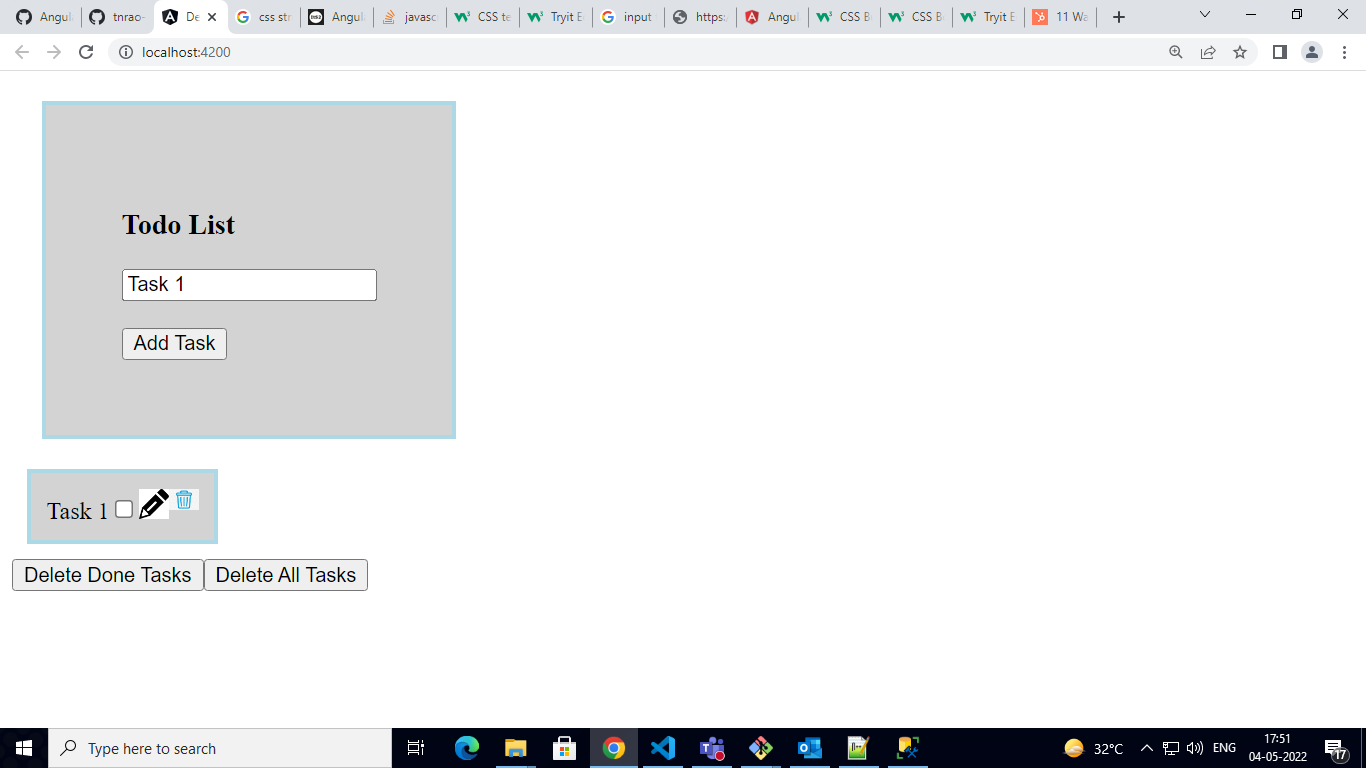 Angul
tnrao-
De
css str
Angul
javasc
CSS te
Tryit E
input
https:
Angul
CSS B
CSS B
Tryit E
11 Wa
localhost:4200
Todo List
Task 1
Add Task
Task 1
Delete Done Tasks
Delete All Tasks
Type here to search
32°C
ENG
17:51
04-05-2022
17